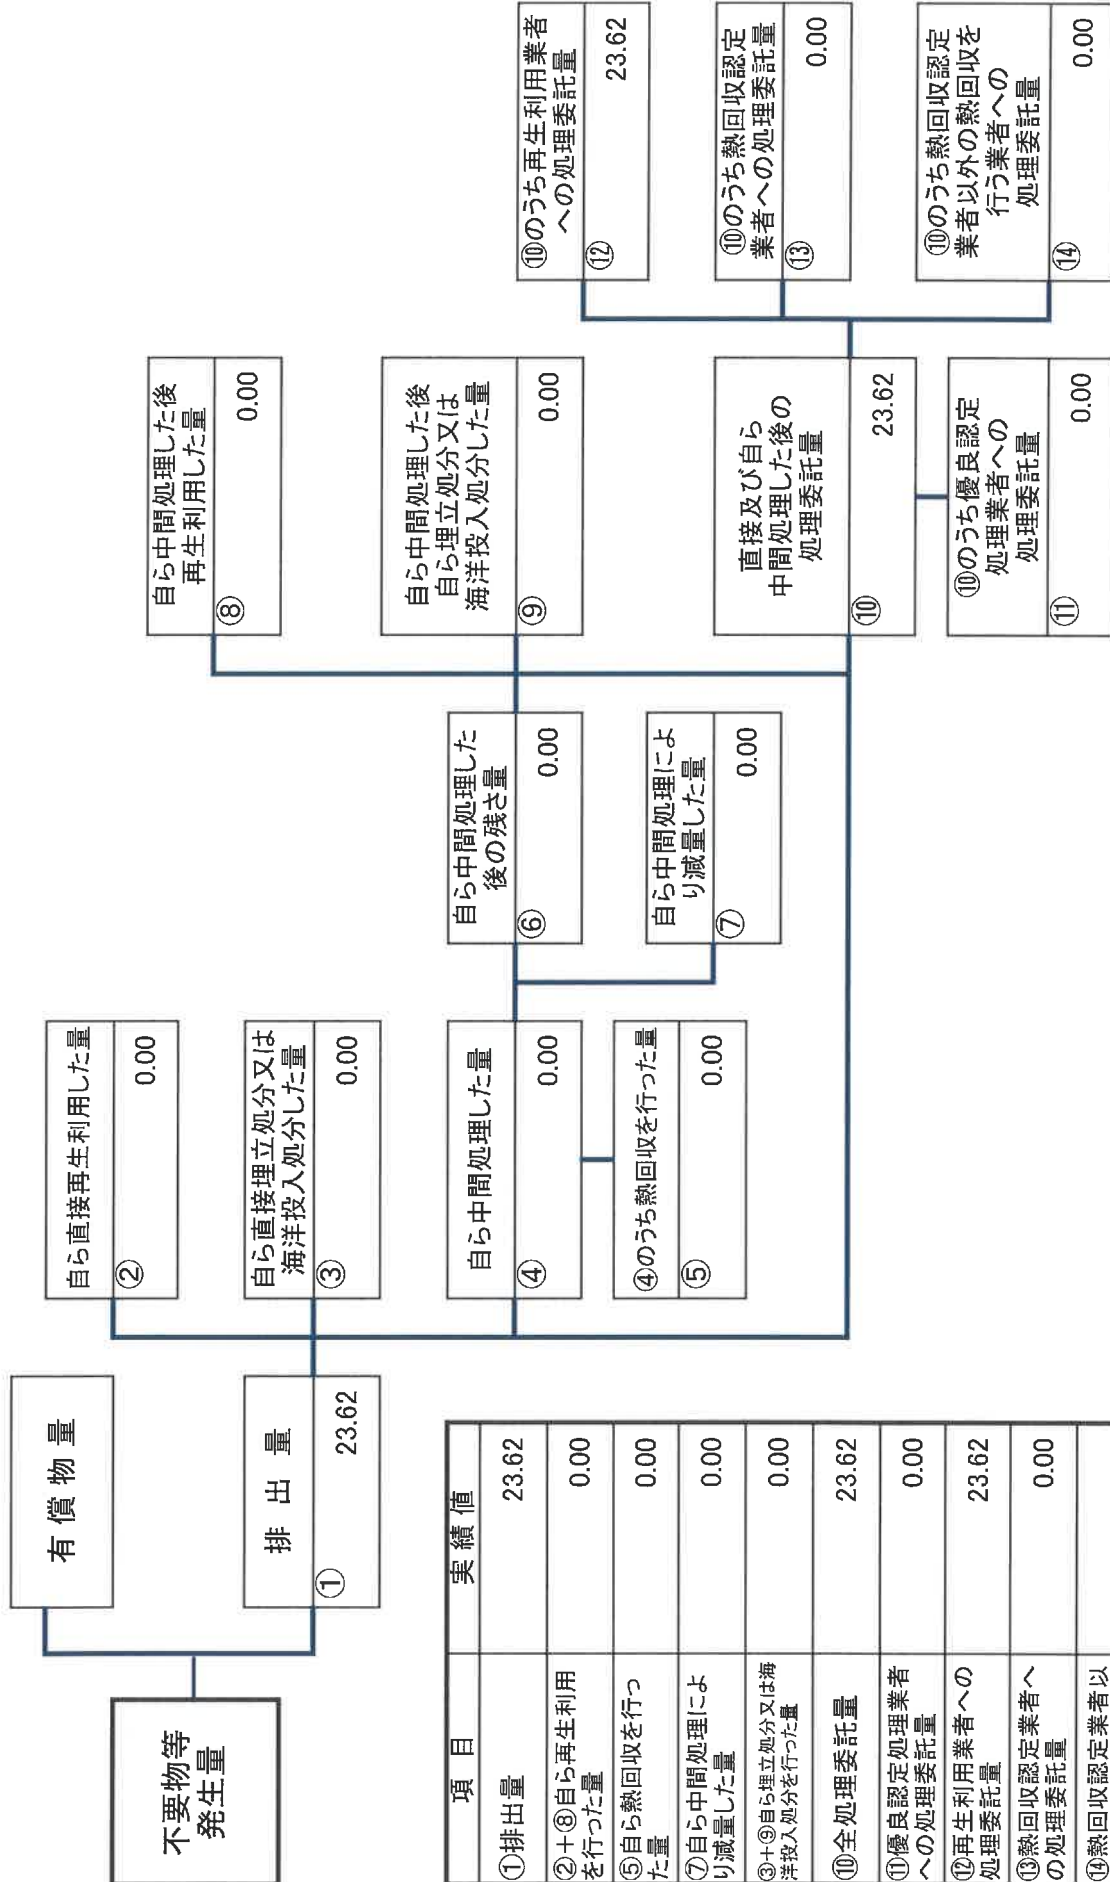 不要物等
発生量
有償物量
排出量
①
23.62
自ら直接再生利用した量
②
0.00
自ら直接埋立処分又は
海洋投入処分した量
③
0.00
自ら中間処理した量
④
0.00
④のうち熱回収を行った量
⑤
0.00
自ら中間処理した
後の残さ量
⑥
0.00
自ら中間処理によ
り減量した量
⑦
0.00
自ら中間処理した後
再生利用した量
⑧
0.00
自ら中間処理した後
自ら埋立処分又は
海洋投入処分した量
⑨
0.00
直接及び自ら
中間処理した後の
処理委託量
⑩
23.62
⑩のうち優良認定
処理業者への
処理委託量
⑪
0.00
⑩のうち再生利用業者
への処理委託量
⑫
23.62
⑩のうち熱回収認定
業者への処理委託量
⑬
0.00
⑩のうち熱回収認定
業者以外の熱回収を
行う業者への
処理委託量
⑭
0.00
項目 実績値
①排出量 23.62
②+⑧自ら再生利用
を行った量 0.00
⑤自ら熱回収を行っ
た量 0.00
⑦自ら中間処理によ
り減量した量 0.00
③+⑨自ら埋立処分又は海
洋投入処分を行った量 0.00
⑩全処理委託量 23.62
⑪優良認定処理業者
への処理委託量 0.00
⑫再生利用業者への
処理委託量 23.62
⑬熱回収認定業者へ
の処理委託量 0.00
⑭熱回収認定業者以